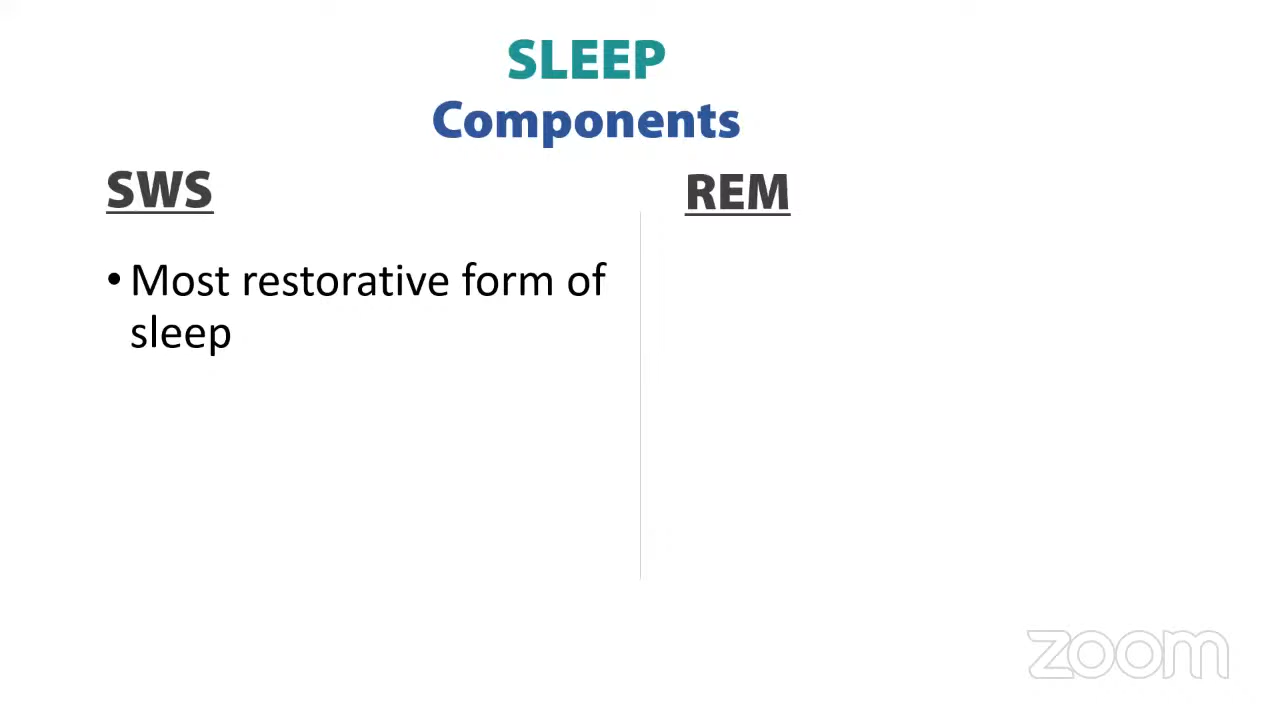 SLEEP
Components
SWS
REM
• Most restorative form of
sleep
zoom